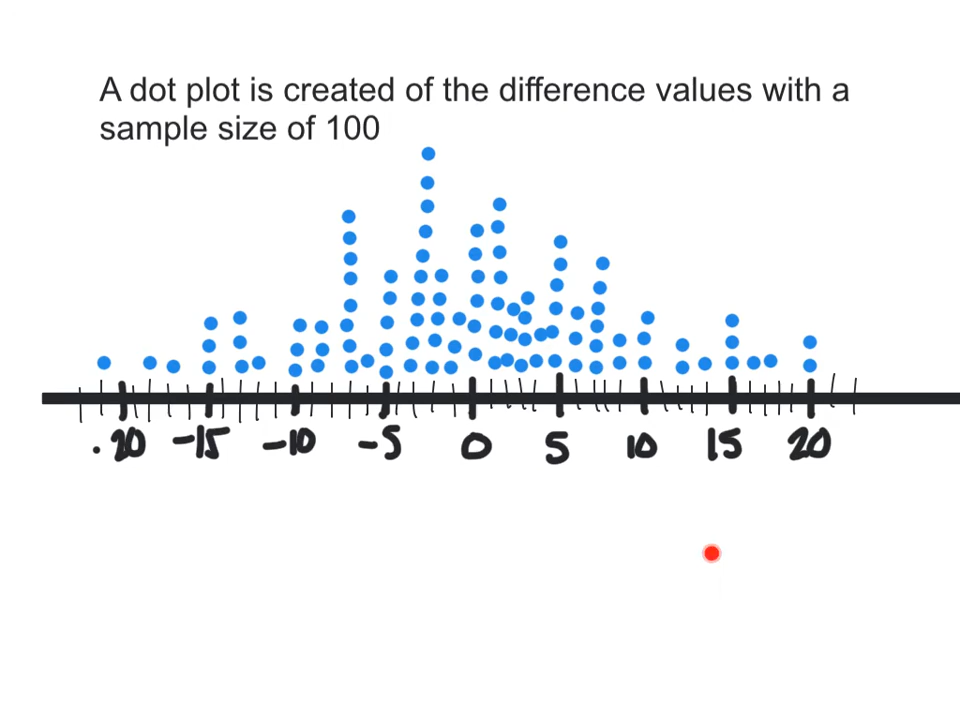 A dot plot is created of the difference values with a
sample size of 100
-20 -15 -10 -5 0 5 10 15 20